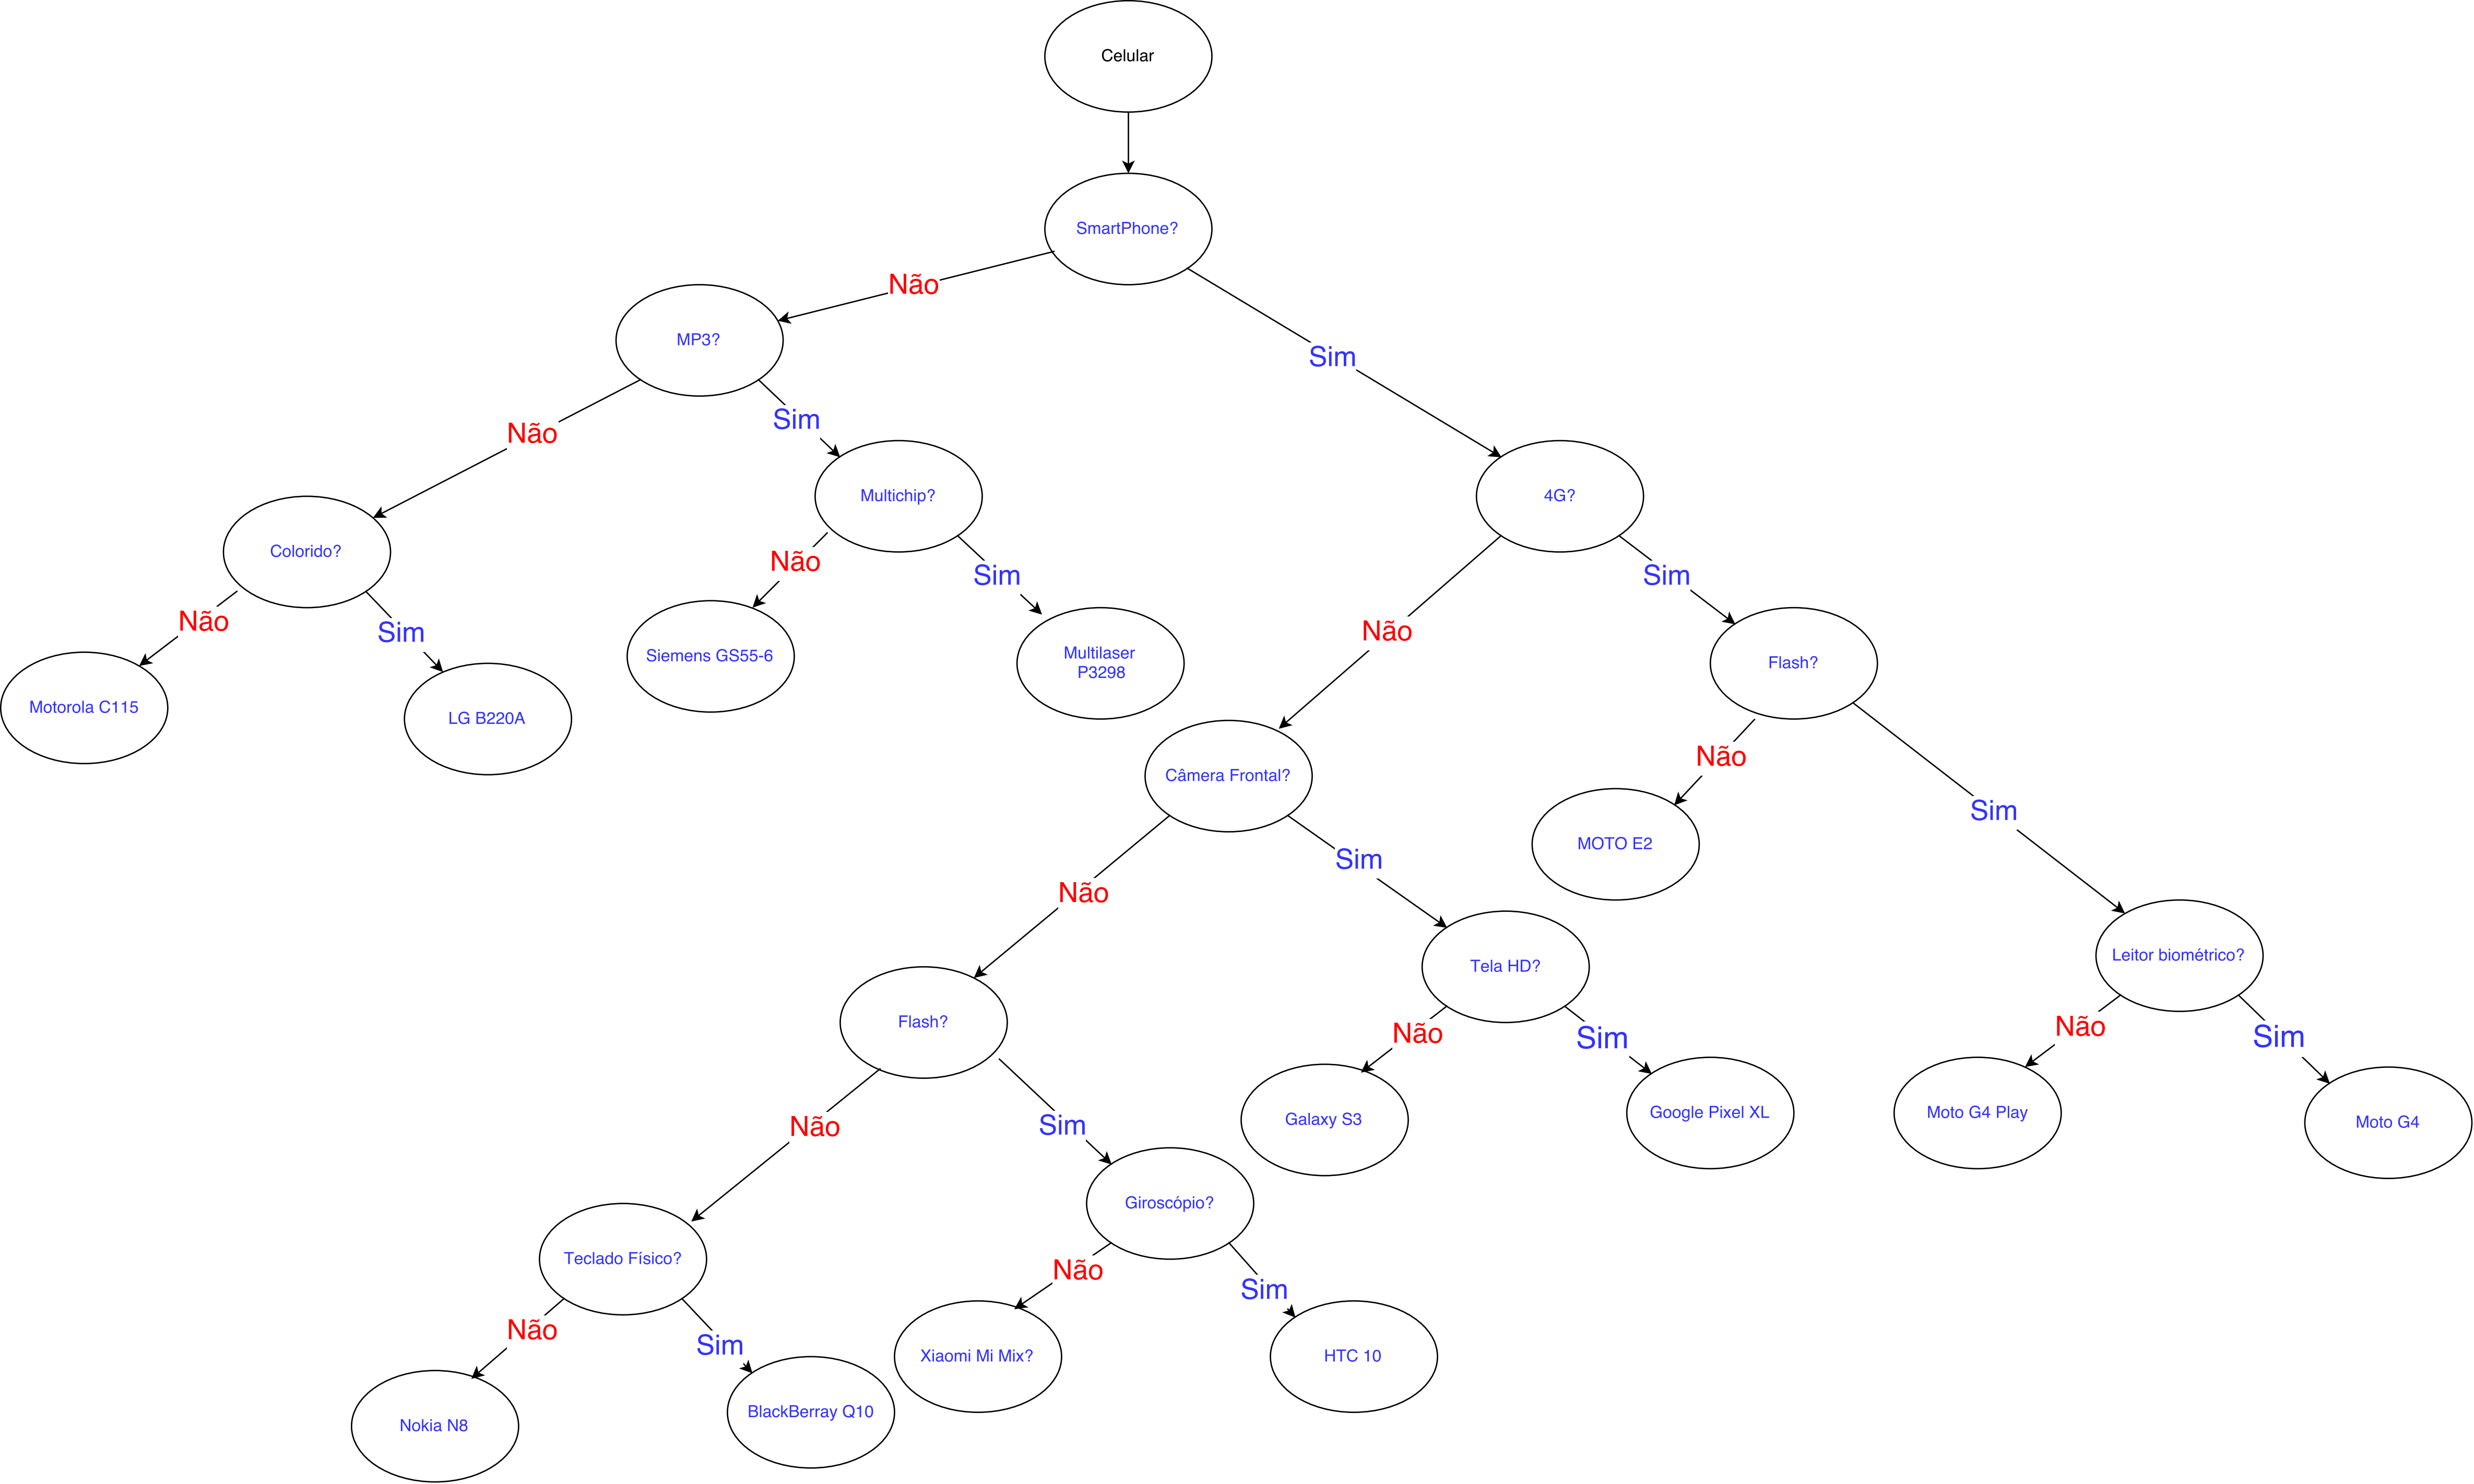 Celular
SmartPhone?
Não
MP3?
Sim
Não
Sim
Multichip?
4G?
Colorido?
Não
Sim
Sim
Não
Sim
Não
Siemens GS55-6
Multilaser
P3298
Flash?
Motorola C115
LG B220A
Não
Câmera Frontal?
Sim
MOTO E2
Sim
Não
Leitor biométrico?
Tela HD?
Flash?
Não
Sim
Não
Sim
Galaxy S3
Google Pixel XL
Moto G4 Play
Moto G4
Não
Sim
Giroscópio?
Teclado Físico?
Não
Sim
Não
Sim
Xiaomi Mi Mix?
HTC 10
BlackBerray Q10
Nokia N8